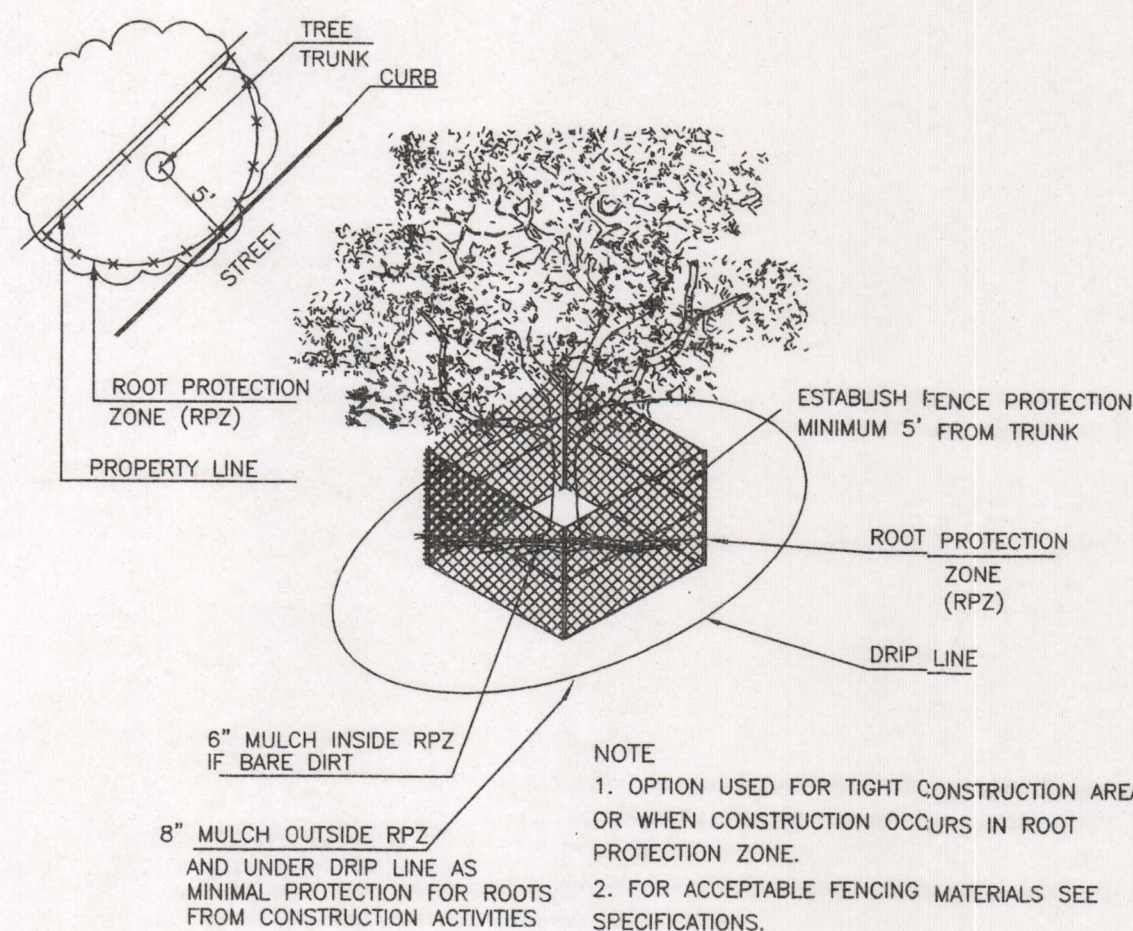 TREE
TRUNK
CURB
5'
STREET
ROOT PROTECTION
ZONE (RPZ)
PROPERTY LINE
ESTABLISH FENCE PROTECTION
MINIMUM 5' FROM TRUNK
ROOT PROTECTION
ZONE
(RPZ)
DRIP LINE
6" MULCH INSIDE RPZ
IF BARE DIRT
8" MULCH OUTSIDE RPZ
AND UNDER DRIP LINE AS
MINIMAL PROTECTION FOR ROOTS
FROM CONSTRUCTION ACTIVITIES
NOTE
1. OPTION USED FOR TIGHT CONSTRUCTION AREA
OR WHEN CONSTRUCTION OCCURS IN ROOT
PROTECTION ZONE.
2. FOR ACCEPTABLE FENCING MATERIALS SEE
SPECIFICATIONS.